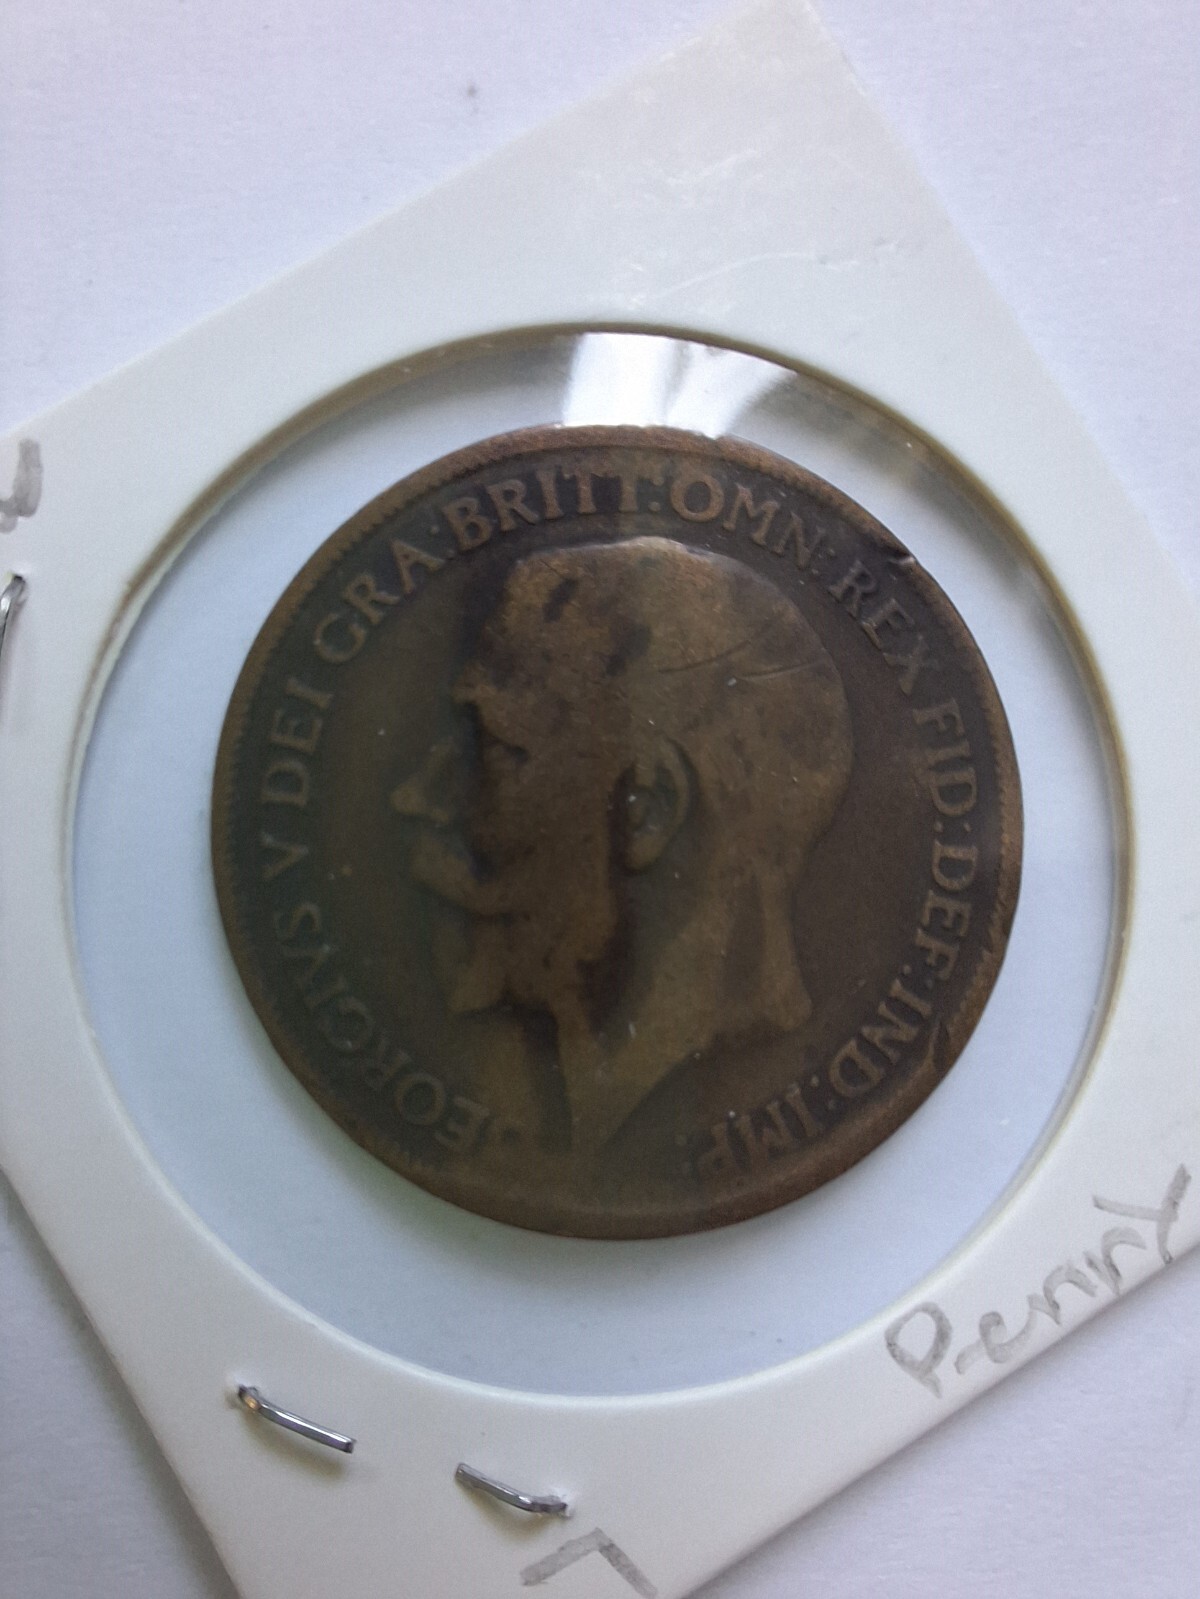 GEORGIVS V DEI GRA: BRITT: OMN: REX FID: DEF: IND: IMP:
Penny